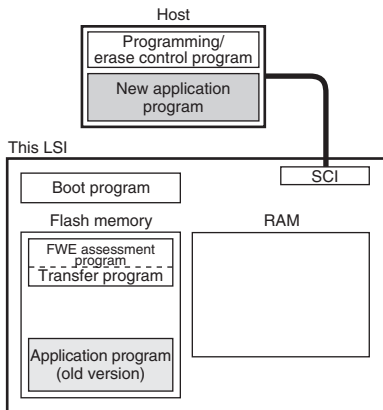 Host
Programming/
erase control program
New application
program
This LSI
SCI
Boot program
Flash memory
RAM
FWE assessment
program
Transfer program
Application program
(old version)